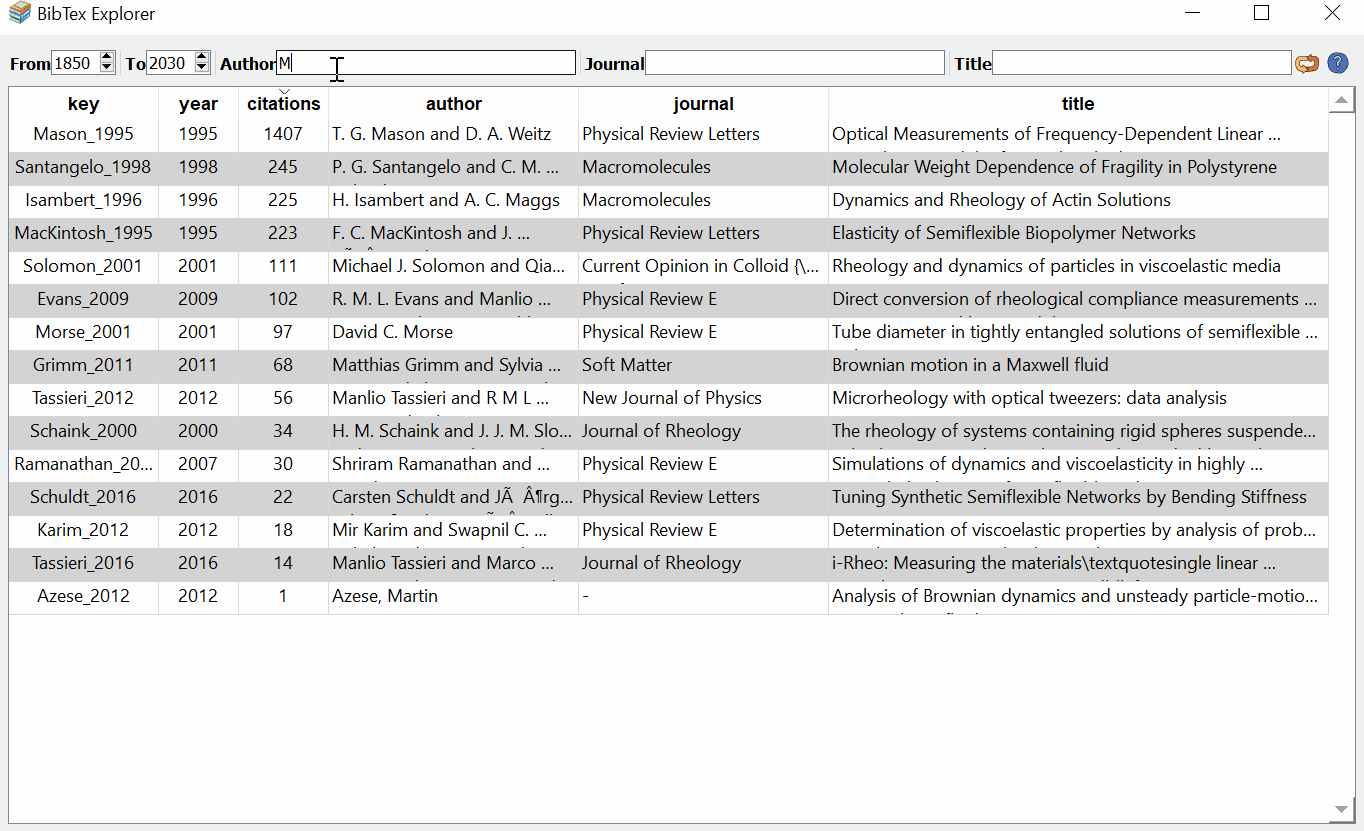 BibTex Explorer
From 1850 To 2030 Author M Journal Title ?
key year citations author journal title
Mason_1995 1995 1407 T. G. Mason and D. A. Weitz Physical Review Letters Optical Measurements of Frequency-Dependent Linear ...
Santangelo_1998 1998 245 P. G. Santangelo and C. M. ... Macromolecules Molecular Weight Dependence of Fragility in Polystyrene
Isambert_1996 1996 225 H. Isambert and A. C. Maggs Macromolecules Dynamics and Rheology of Actin Solutions
MacKintosh_1995 1995 223 F. C. MacKintosh and J. ... Physical Review Letters Elasticity of Semiflexible Biopolymer Networks
Solomon_2001 2001 111 Michael J. Solomon and Qia... Current Opinion in Colloid {\... Rheology and dynamics of particles in viscoelastic media
Evans_2009 2009 102 R. M. L. Evans and Manlio ... Physical Review E Direct conversion of rheological compliance measurements ...
Morse_2001 2001 97 David C. Morse Physical Review E Tube diameter in tightly entangled solutions of semiflexible ...
Grimm_2011 2011 68 Matthias Grimm and Sylvia ... Soft Matter Brownian motion in a Maxwell fluid
Tassieri_2012 2012 56 Manlio Tassieri and R M L ... New Journal of Physics Microrheology with optical tweezers: data analysis
Schaink_2000 2000 34 H. M. Schaink and J. J. M. Slo... Journal of Rheology The rheology of systems containing rigid spheres suspende...
Ramanathan_20... 2007 30 Shriram Ramanathan and ... Physical Review E Simulations of dynamics and viscoelasticity in highly ...
Schuldt_2016 2016 22 Carsten Schuldt and JÃ Â¶rg... Physical Review Letters Tuning Synthetic Semiflexible Networks by Bending Stiffness
Karim_2012 2012 18 Mir Karim and Swapnil C. ... Physical Review E Determination of viscoelastic properties by analysis of prob...
Tassieri_2016 2016 14 Manlio Tassieri and Marco ... Journal of Rheology i-Rheo: Measuring the materials\textquotesingle linear ...
Azese_2012 2012 1 Azese, Martin - Analysis of Brownian dynamics and unsteady particle-motio...